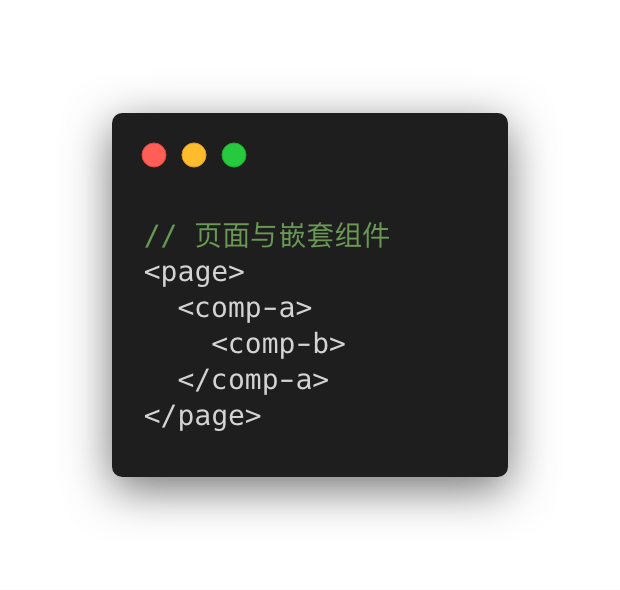 // 页面与嵌套组件
<page>
  <comp-a>
    <comp-b>
  </comp-a>
</page>